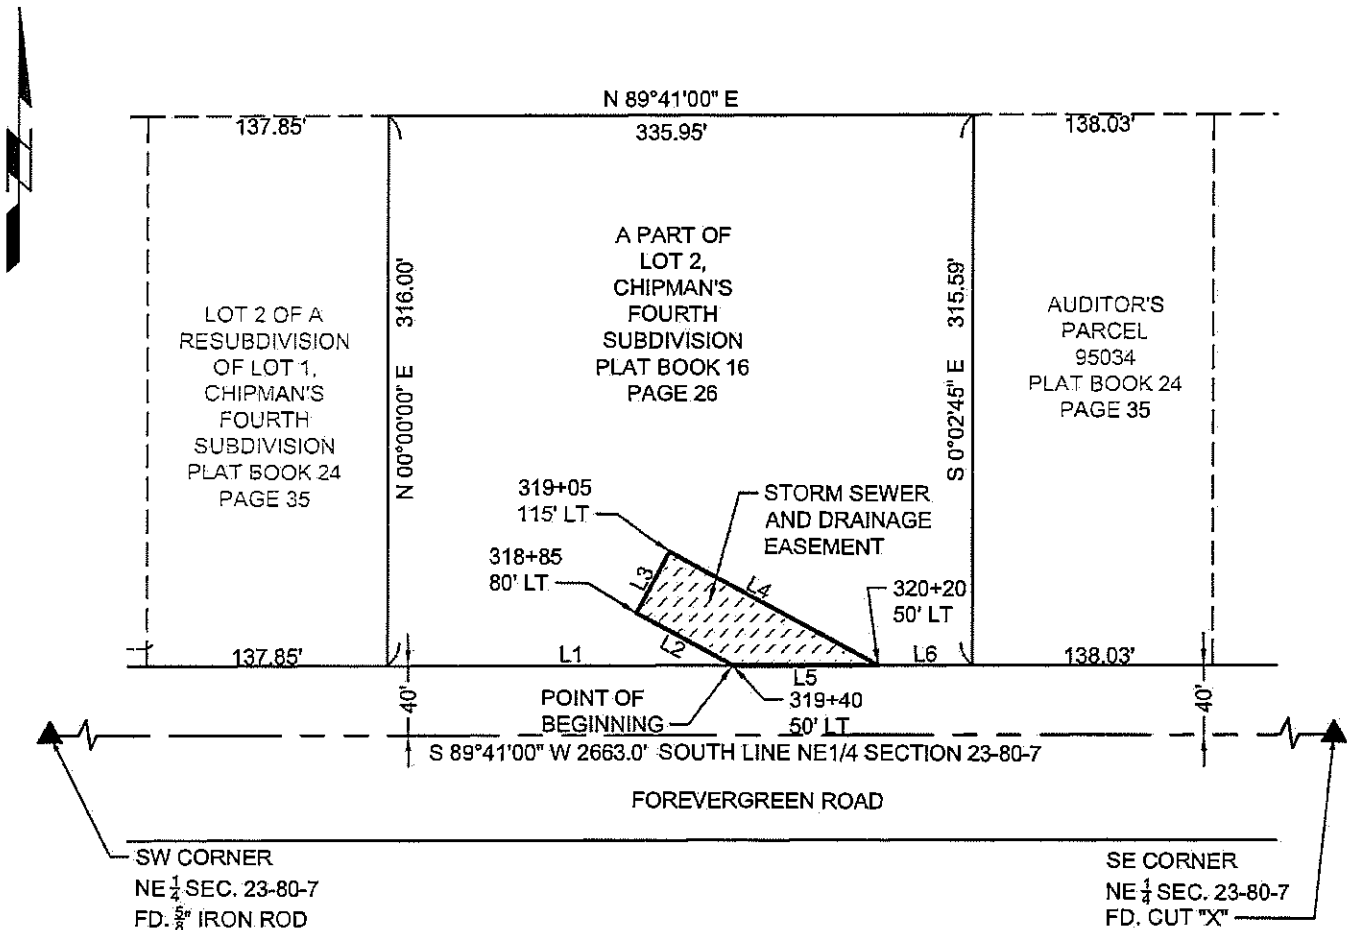 N
N 89°41'00" E
137.85'
335.95'
138.03'
A PART OF
LOT 2,
CHIPMAN'S
FOURTH
SUBDIVISION
PLAT BOOK 16
PAGE 26
LOT 2 OF A
RESUBDIVISION
OF LOT 1,
CHIPMAN'S
FOURTH
SUBDIVISION
PLAT BOOK 24
PAGE 35
N 00°00'00" E 316.00'
S 0°02'45" E 315.59'
AUDITOR'S
PARCEL
95034
PLAT BOOK 24
PAGE 35
319+05
115' LT
STORM SEWER
AND DRAINAGE
EASEMENT
318+85
80' LT
L3
L4
320+20
50' LT
L2
137.85'
L1
L6
138.03'
L5
40'
POINT OF
BEGINNING
319+40
50' LT
40'
S 89°41'00" W 2663.0' SOUTH LINE NE1/4 SECTION 23-80-7
FOREVERGREEN ROAD
SW CORNER
NE 1/4 SEC. 23-80-7
FD. 5/8" IRON ROD
SE CORNER
NE 1/4 SEC. 23-80-7
FD. CUT "X"